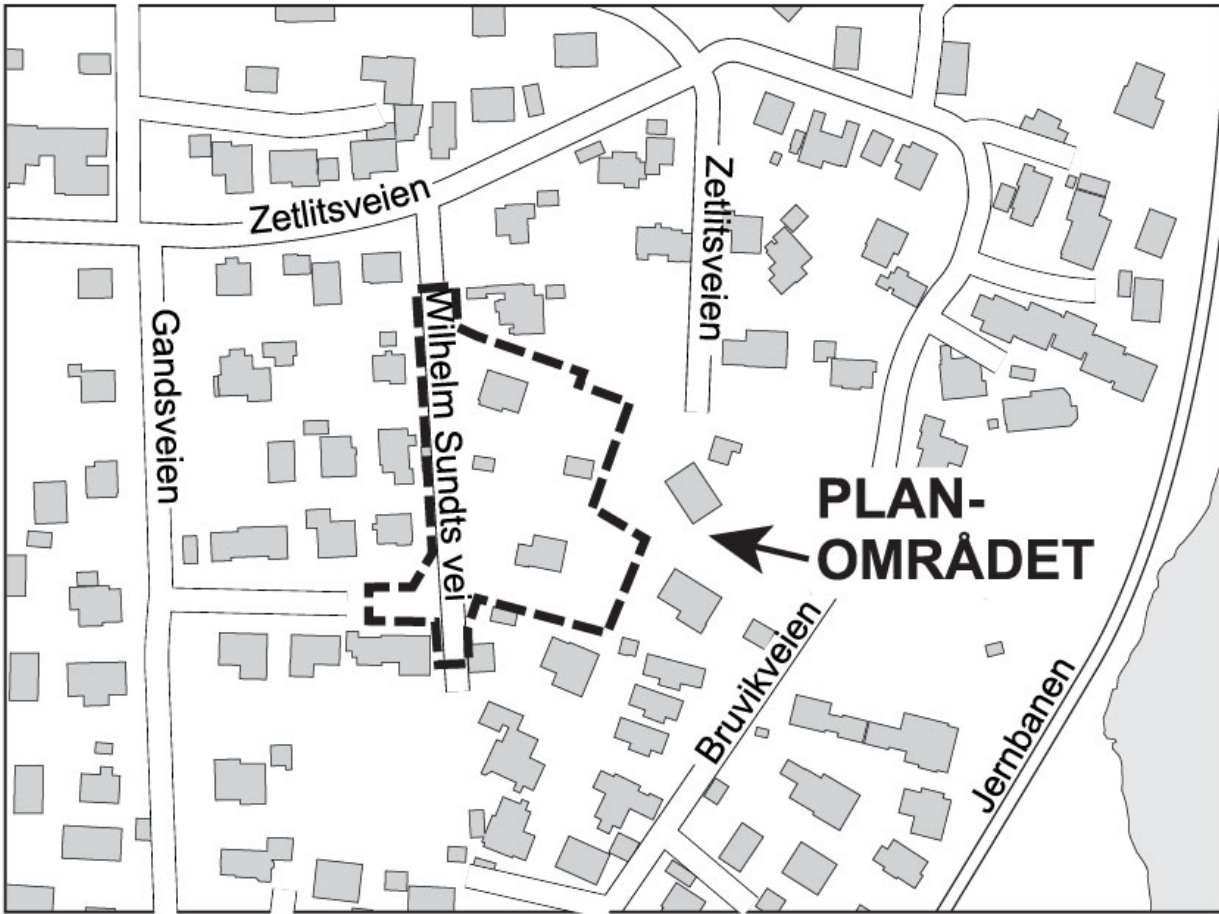 Zetlitsveien
Zetlitsveien
Wilhelm Sundts vei
Gandsveien
PLAN-
OMRÅDET
Bruvikveien
Jernbanen